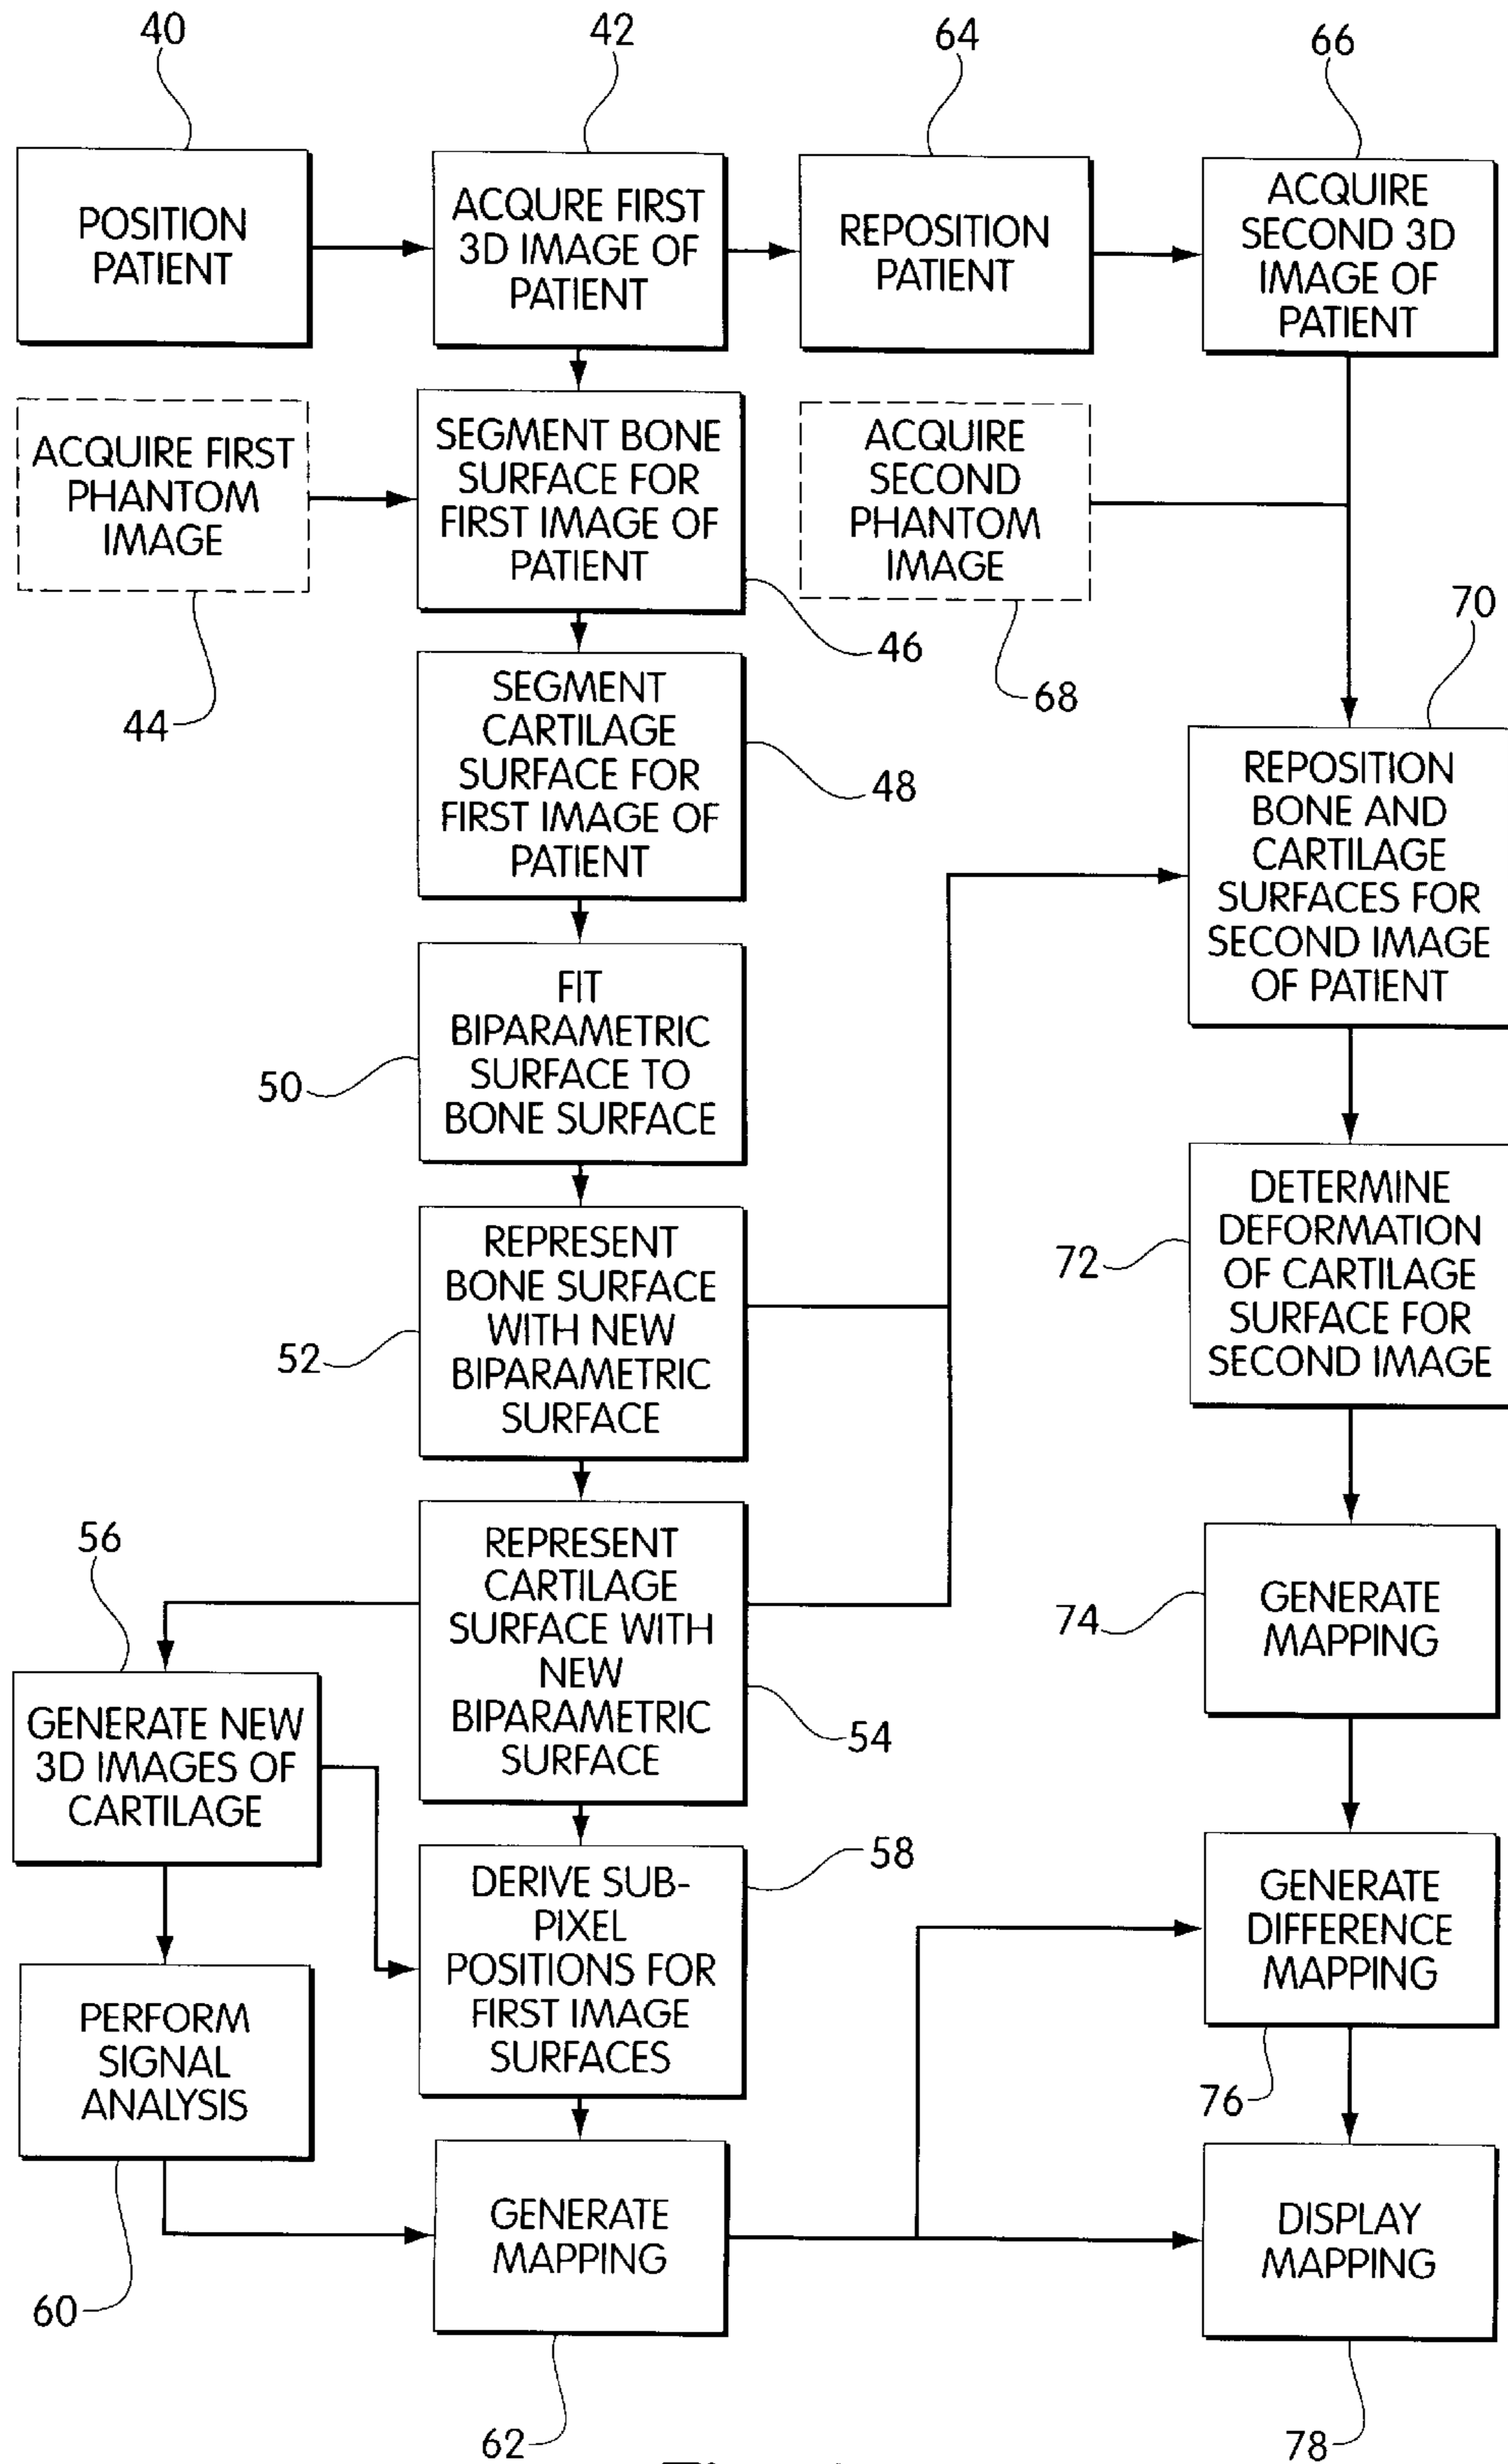 40
42
64
66
POSITION
PATIENT
ACQURE FIRST
3D IMAGE OF
PATIENT
REPOSITION
PATIENT
ACQUIRE
SECOND 3D
IMAGE OF
PATIENT
ACQUIRE FIRST
PHANTOM
IMAGE
44
SEGMENT BONE
SURFACE FOR
FIRST IMAGE OF
PATIENT
46
ACQUIRE
SECOND
PHANTOM
IMAGE
68
70
SEGMENT
CARTILAGE
SURFACE FOR
FIRST IMAGE OF
PATIENT
48
REPOSITION
BONE AND
CARTILAGE
SURFACES FOR
SECOND IMAGE
OF PATIENT
FIT
BIPARAMETRIC
SURFACE TO
BONE SURFACE
50
REPRESENT
BONE SURFACE
WITH NEW
BIPARAMETRIC
SURFACE
52
DETERMINE
DEFORMATION
OF CARTILAGE
SURFACE FOR
SECOND IMAGE
72
REPRESENT
CARTILAGE
SURFACE WITH
NEW
BIPARAMETRIC
SURFACE
54
56
GENERATE NEW
3D IMAGES OF
CARTILAGE
GENERATE
MAPPING
74
DERIVE SUB-
PIXEL
POSITIONS FOR
FIRST IMAGE
SURFACES
58
GENERATE
DIFFERENCE
MAPPING
76
PERFORM
SIGNAL
ANALYSIS
60
GENERATE
MAPPING
62
DISPLAY
MAPPING
78